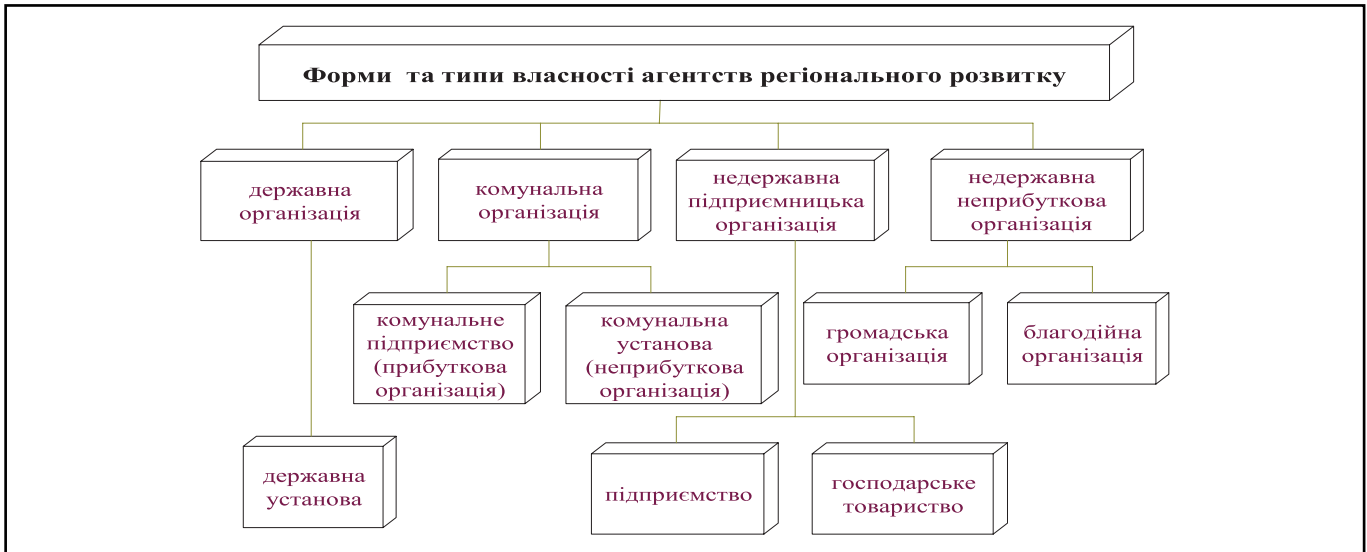 Форми та типи власності агентств регіонального розвитку
державна
організація
комунальна
організація
недержавна
підприємницька
організація
недержавна
неприбуткова
організація
комунальне
підприємство
(прибуткова
організація)
комунальна
установа
(неприбуткова
організація)
громадська
організація
благодійна
організація
державна
установа
підприємство
господарське
товариство